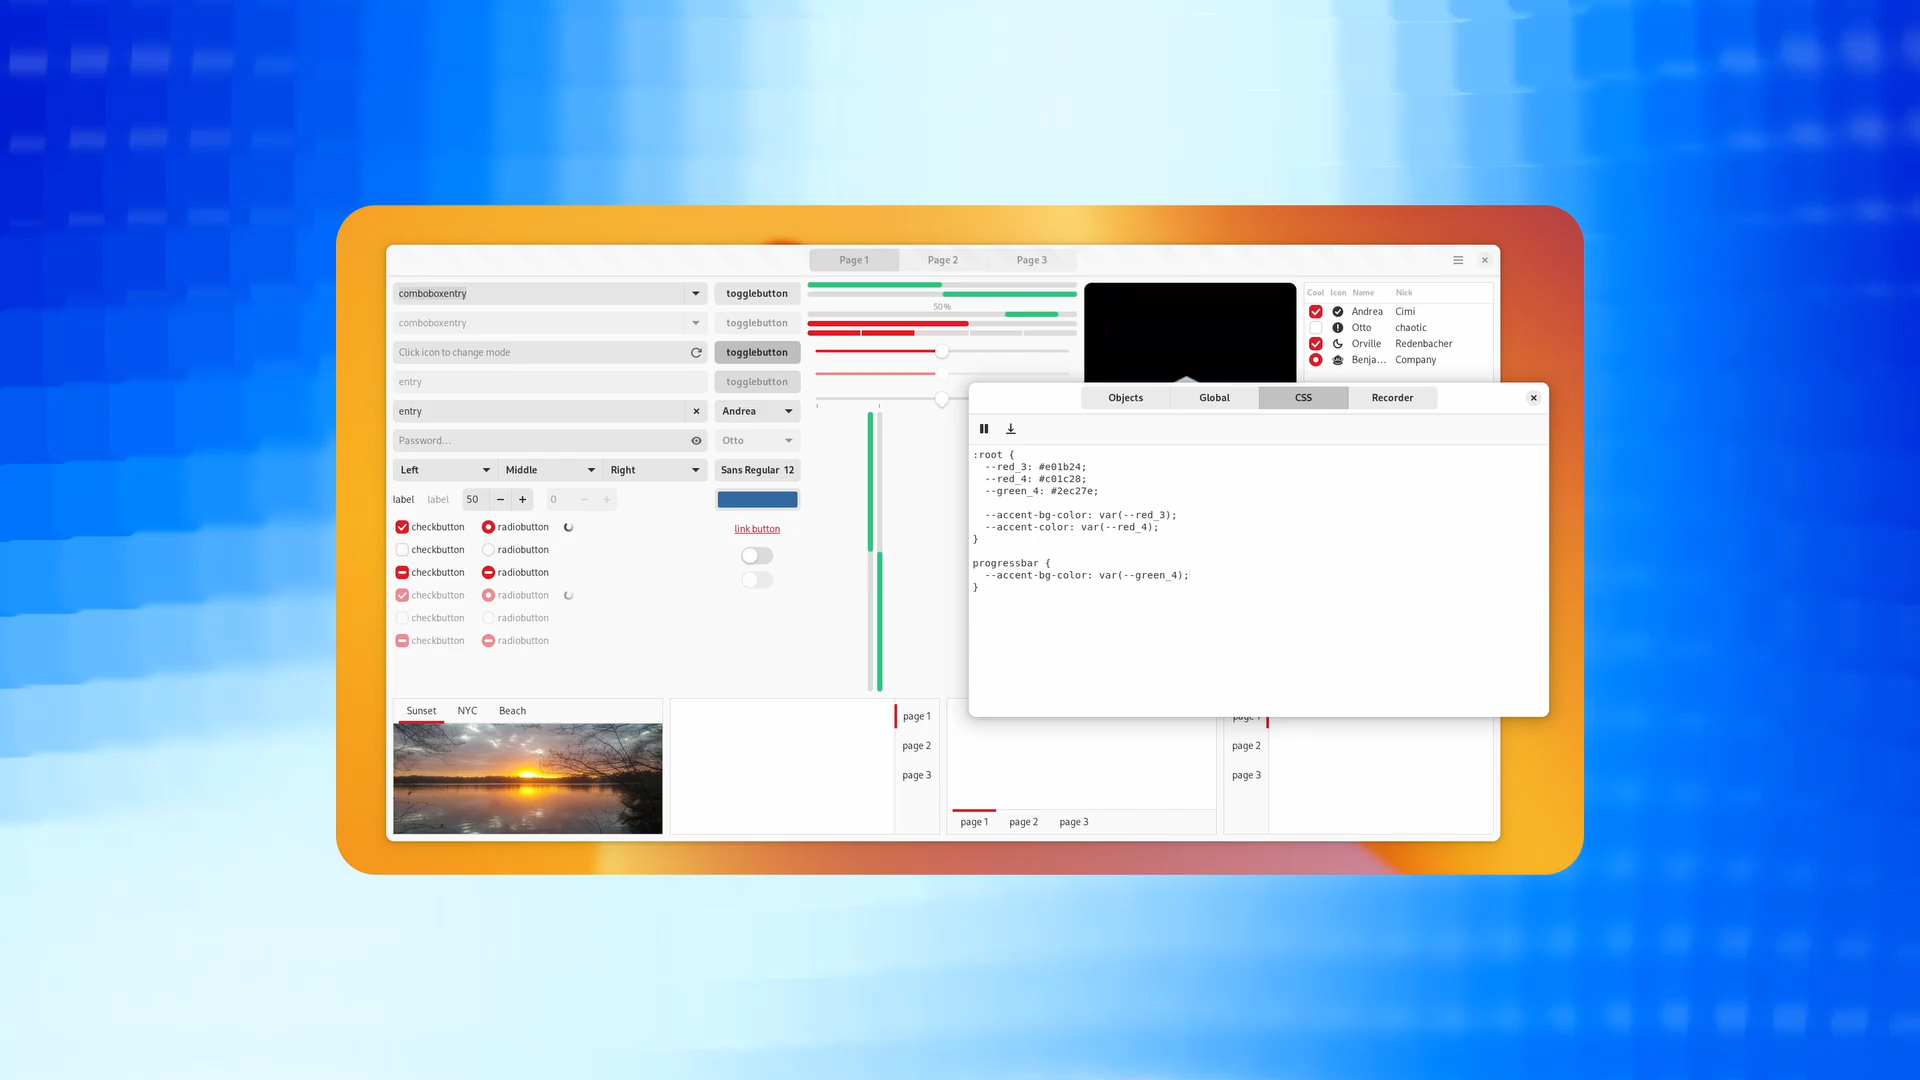 Page 1 Page 2 Page 3
comboboxentry
comboboxentry
Click icon to change mode
entry
entry
Password...
Left Middle Right
label label 50 0
checkbutton radiobutton
checkbutton radiobutton
checkbutton radiobutton
checkbutton radiobutton
checkbutton radiobutton
checkbutton radiobutton
togglebutton
togglebutton
togglebutton
togglebutton
Andrea
Otto
Sans Regular 12
link button
50%
Cool Icon Name Nick
Andrea Cimi
Otto chaotic
Orville Redenbacher
Benja... Company
Objects Global CSS Recorder
:root {
--red_3: #e01b24;
--red_4: #c01c28;
--green_4: #2ec27e;
--accent-bg-color: var(--red_3);
--accent-color: var(--red_4);
}
progressbar {
--accent-bg-color: var(--green_4);
}
Sunset NYC Beach
page 1
page 2
page 3
page 1 page 2 page 3
page 1
page 2
page 3